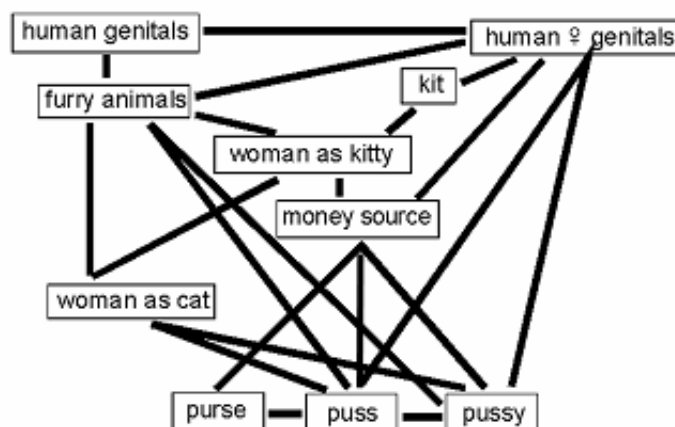 human genitals
human ♀ genitals
kit
furry animals
woman as kitty
money source
woman as cat
purse
puss
pussy